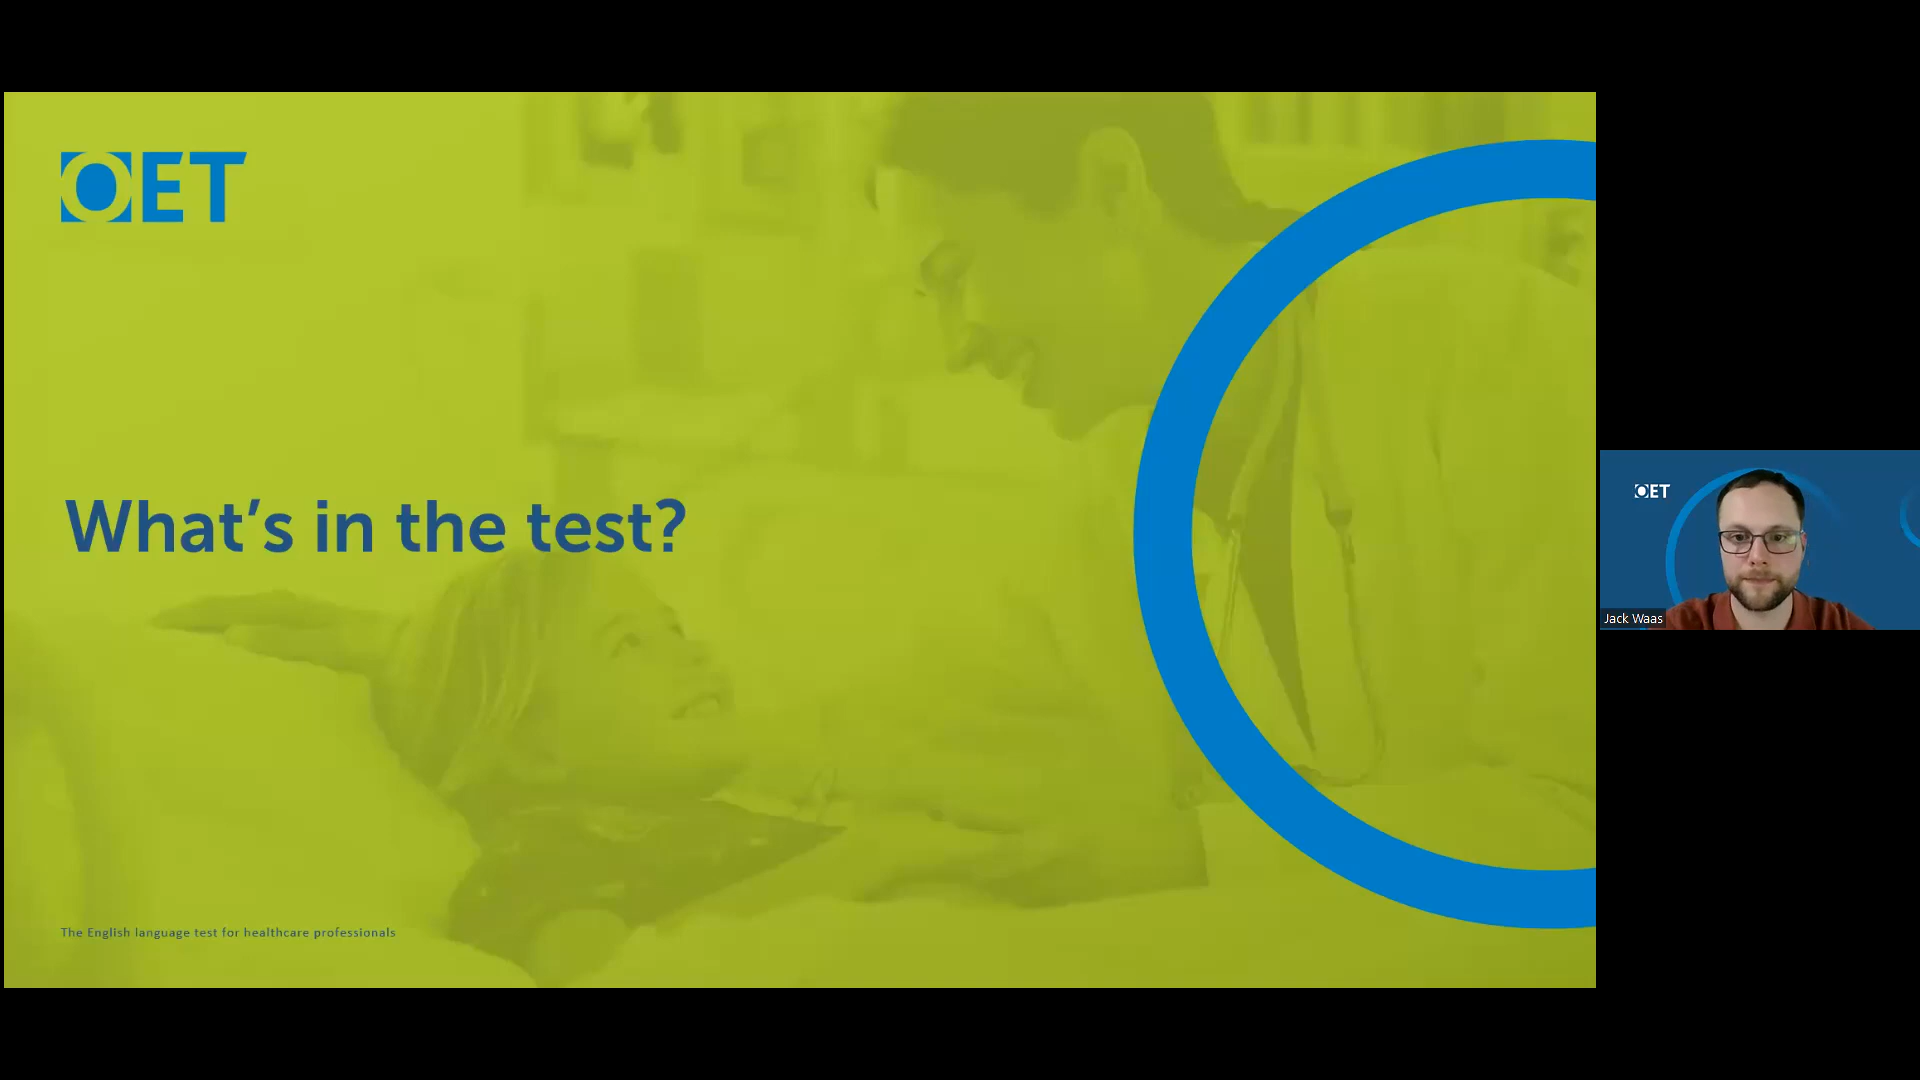 OET
What's in the test?
The English language test for healthcare professionals
OET
Jack Waas